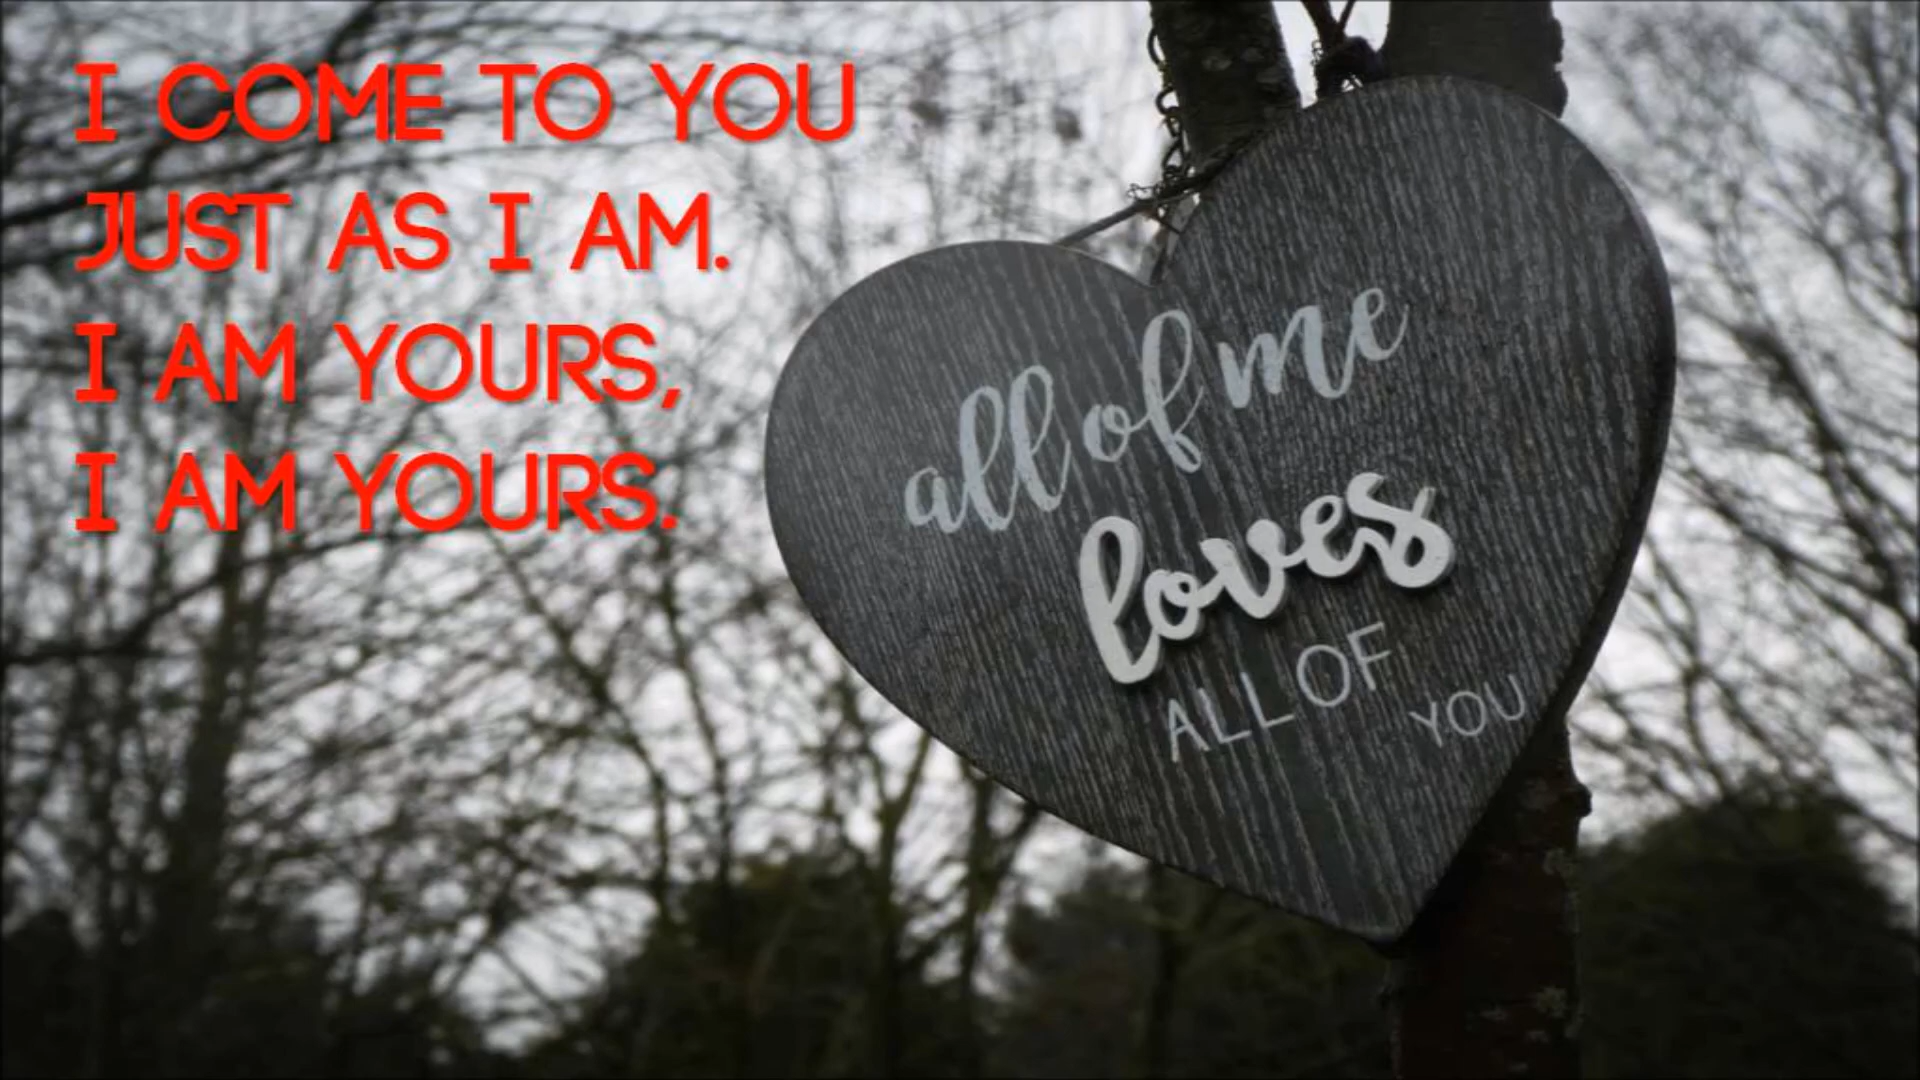 I COME TO YOU
JUST AS I AM.
I AM YOURS,
I AM YOURS.
all of me
loves
ALL OF YOU